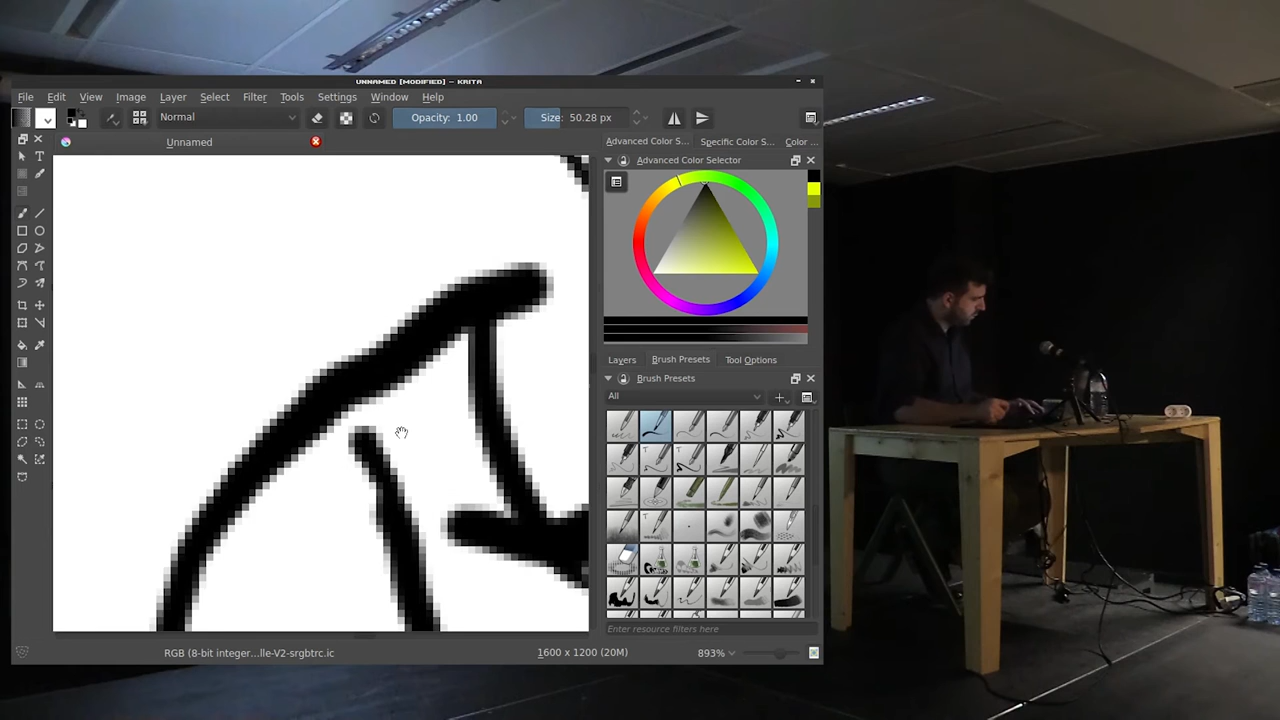 UNNAMED [MODIFIED] -- KRITA
File Edit View Image Layer Select Filter Tools Settings Window Help
Normal Opacity: 1.00 Size: 50.28 px
Unnamed
Advanced Color S... Specific Color S... Color ...
Advanced Color Selector
Layers Brush Presets Tool Options
Brush Presets
All
Enter resource filters here
RGB (8-bit integer...lle-V2-srgbtrc.ic 1600 x 1200 (20M) 893%